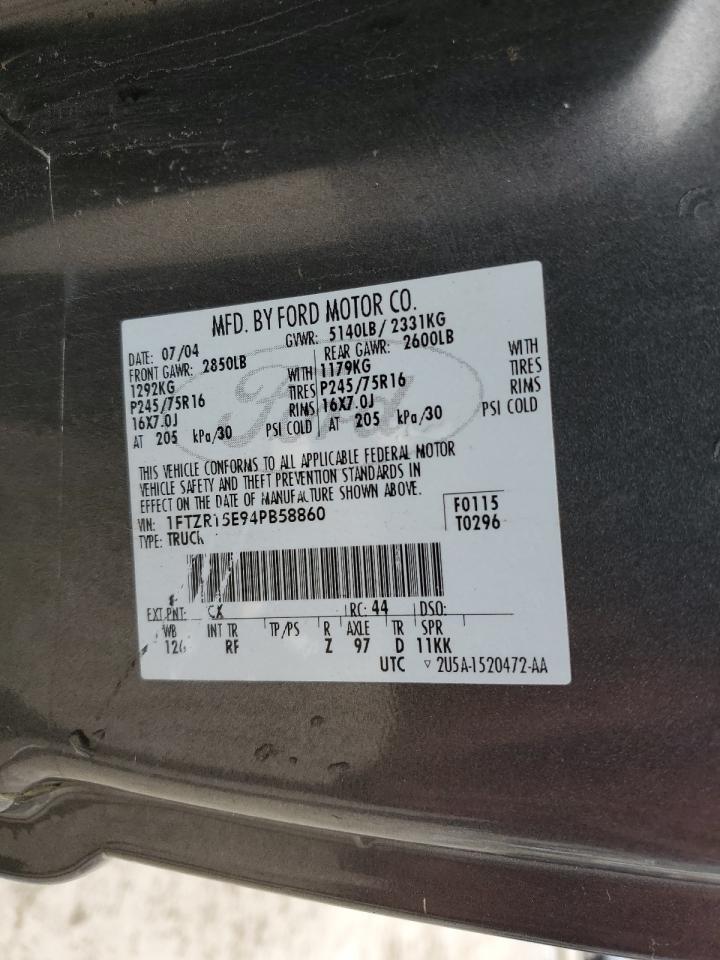 MFD. BY FORD MOTOR CO.
DATE: 07/04 GVWR: 5140LB/ 2331KG
FRONT GAWR: 2850LB REAR GAWR: 2600LB
1292KG WITH 1179KG WITH
P245/75R16 TIRES P245/75R16 TIRES
16X7.0J RIMS 16X7.0J RIMS
AT 205 kPa/30 PSI COLD AT 205 kPa/30 PSI COLD
THIS VEHICLE CONFORMS TO ALL APPLICABLE FEDERAL MOTOR
VEHICLE SAFETY AND THEFT PREVENTION STANDARDS IN
EFFECT ON THE DATE OF MANUFACTURE SHOWN ABOVE.
VIN: 1FTZR15E94PB58860 F0115
TYPE: TRUCK T0296
EXT PNT: CX RC: 44 DSO:
WB INT TR TP/PS R AXLE TR SPR
126 RF Z 97 D 11KK
UTC ▽ 2U5A-1520472-AA
Ford